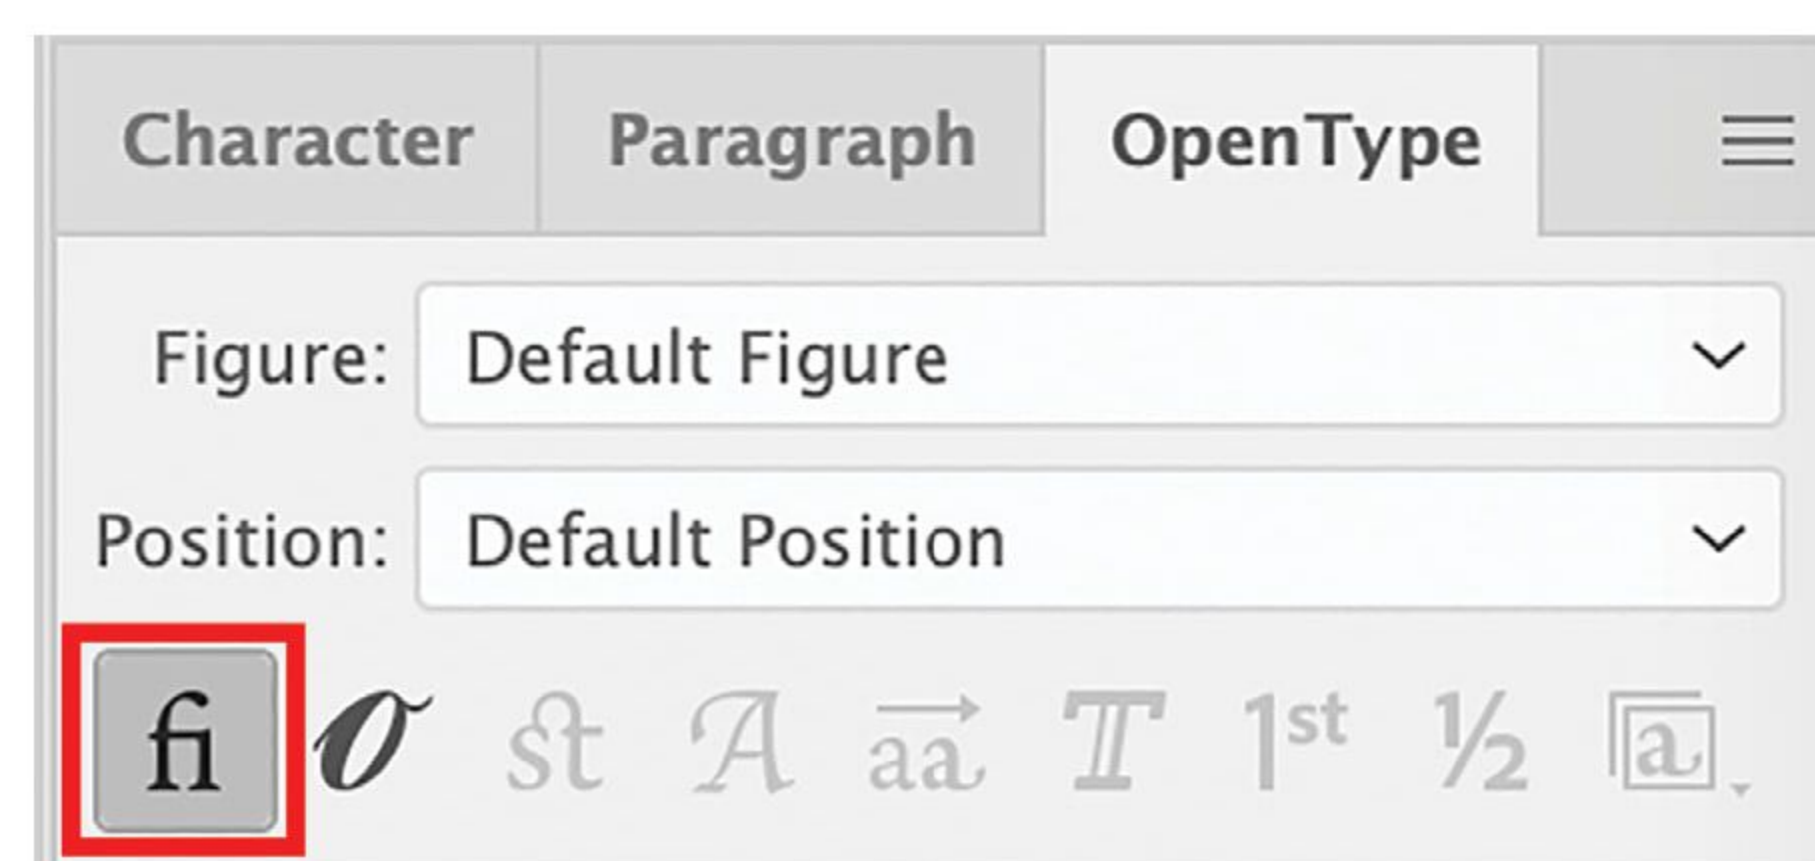 Character Paragraph OpenType
Figure: Default Figure
Position: Default Position
fi O st A aa T 1st ½ a